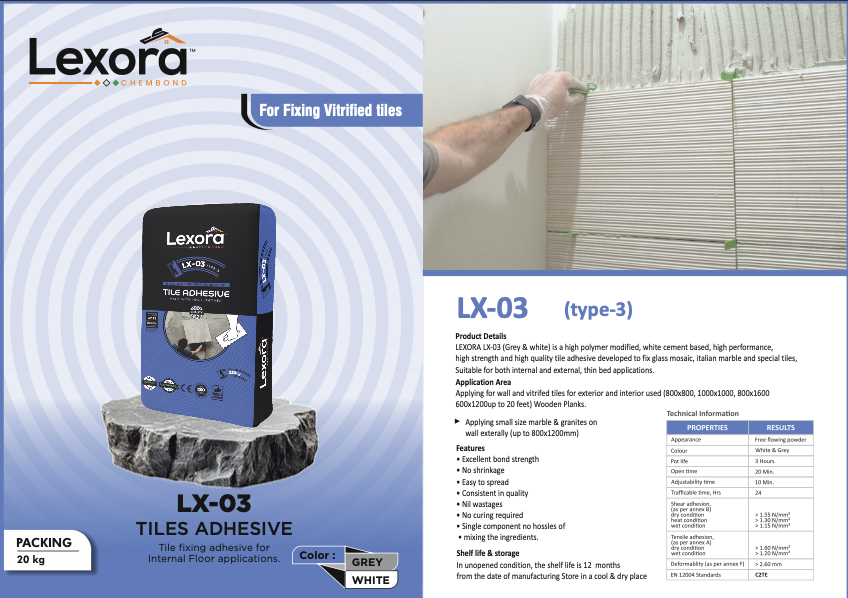 Lexora™
CHEMBOND
For Fixing Vitrified tiles
Lexora
LX-03
TILE ADHESIVE
Lexora
LX-03
TILES ADHESIVE
Tile fixing adhesive for
Internal Floor applications.
PACKING
20 kg
Color :
GREY
WHITE
LX-03 (type-3)
Product Details
LEXORA LX-03 (Grey & white) is a high polymer modified, white cement based, high performance,
high strength and high quality tile adhesive developed to fix glass mosaic, italian marble and special tiles,
Suitable for both internal and external, thin bed applications.
Application Area
Applying for wall and vitrifed tiles for exterior and interior used (800x800, 1000x1000, 800x1600
600x1200up to 20 feet) Wooden Planks.
► Applying small size marble & granites on
wall exterally (up to 800x1200mm)
Features
• Excellent bond strength
• No shrinkage
• Easy to spread
• Consistent in quality
• Nil wastages
• No curing required
• Single component no hossles of
• mixing the ingredients.
Shelf life & storage
In unopened condition, the shelf life is 12 months
from the date of manufacturing Store in a cool & dry place
Technical Information
PROPERTIES RESULTS
Appearance Free flowing powder
Colour White & Grey
Pot life 3 Hours
Open time 20 Min.
Adjustability time 10 Min.
Trafficable time, Hrs 24
Shear adhesion,
(as per annex B)
dry condition > 1.55 N/mm²
heat condition > 1.30 N/mm²
wet condition > 1.15 N/mm²
Tensile adhesion,
(as per annex A)
dry condition > 1.60 N/mm²
wet condition > 1.20 N/mm²
Deformablity (as per annex F) > 2.60 mm
EN 12004 Standards C2TE